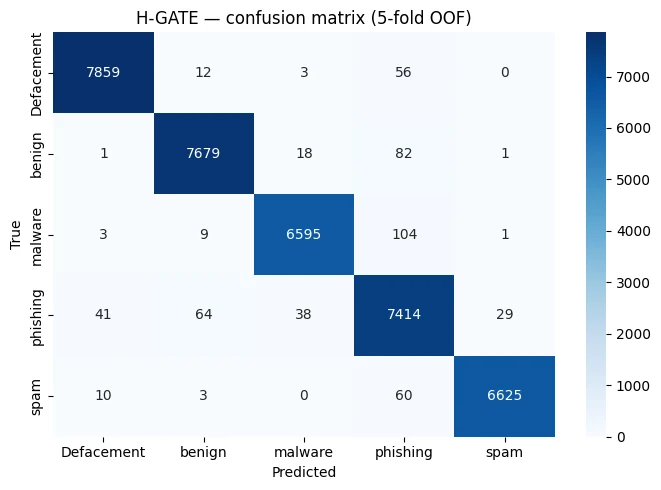 H-GATE — confusion matrix (5-fold OOF)
Defacement 7859 12 3 56 0
benign 1 7679 18 82 1
malware 3 9 6595 104 1
phishing 41 64 38 7414 29
spam 10 3 0 60 6625
True
Defacement benign malware phishing spam
Predicted
7000
6000
5000
4000
3000
2000
1000
0